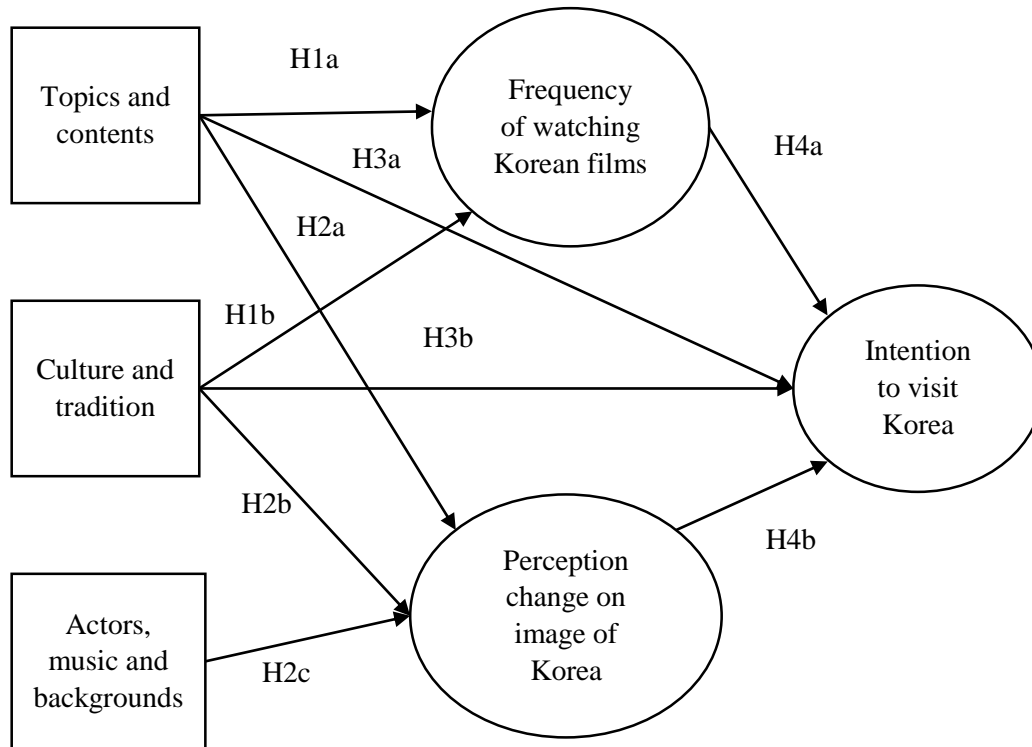 H1a
Topics and
contents
Frequency
of watching
Korean films
H3a
H4a
H2a
H1b
H3b
Culture and
tradition
Intention
to visit
Korea
H2b
H4b
Perception
change on
image of
Korea
Actors,
music and
backgrounds
H2c